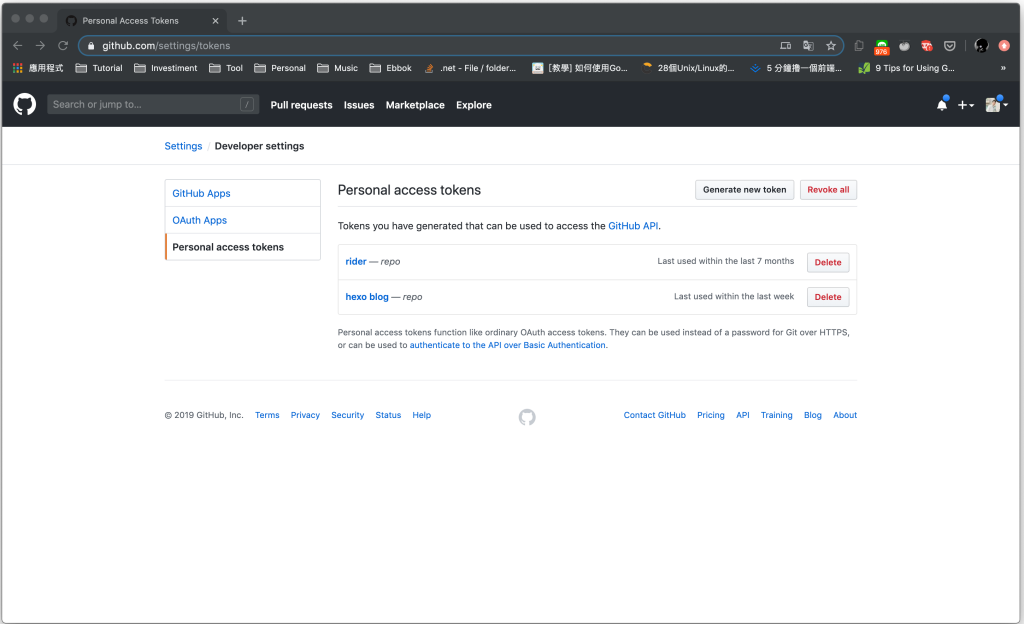 Personal Access Tokens
github.com/settings/tokens
976
應用程式 Tutorial Investiment Tool Personal Music Ebbok .net - File / folder... [教學] 如何使用Go... 28個Unix/Linux的... 5 分鐘擼一個前端... 9 Tips for Using G... »
Search or jump to... / Pull requests Issues Marketplace Explore
Settings / Developer settings
GitHub Apps
OAuth Apps
Personal access tokens
Personal access tokens Generate new token Revoke all
Tokens you have generated that can be used to access the GitHub API.
rider — repo Last used within the last 7 months Delete
hexo blog — repo Last used within the last week Delete
Personal access tokens function like ordinary OAuth access tokens. They can be used instead of a password for Git over HTTPS,
or can be used to authenticate to the API over Basic Authentication.
© 2019 GitHub, Inc. Terms Privacy Security Status Help Contact GitHub Pricing API Training Blog About